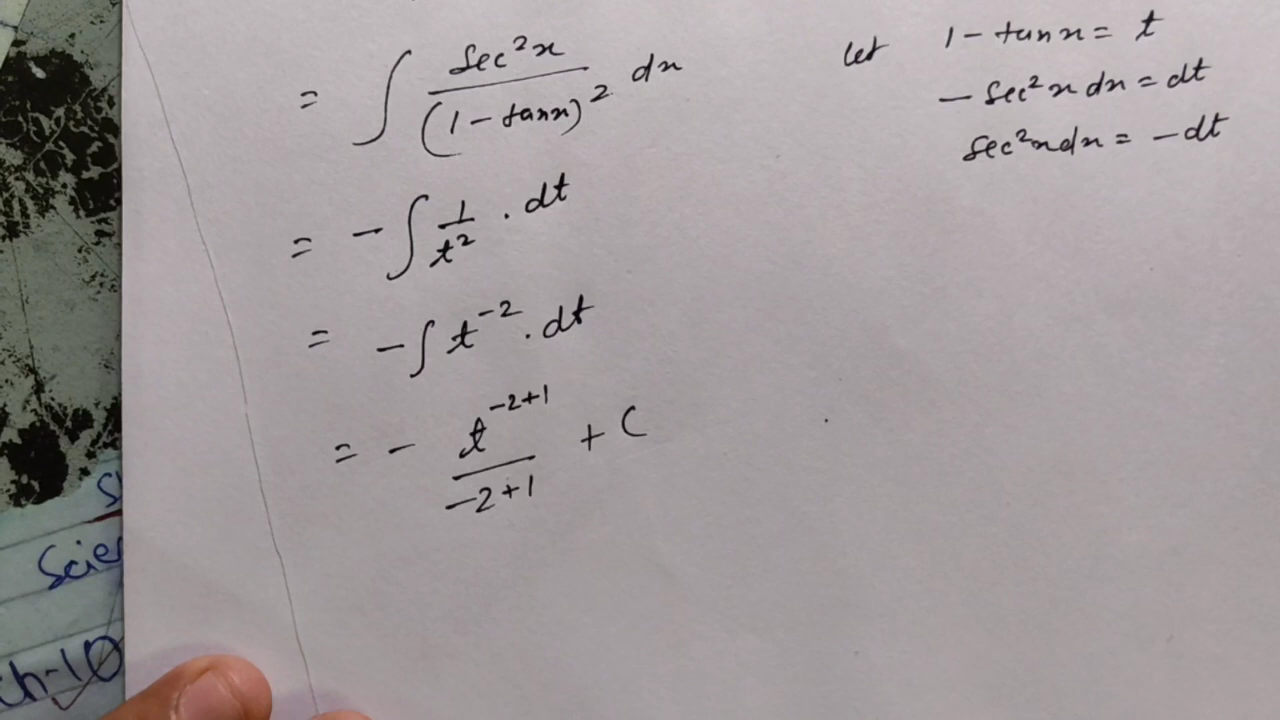 = ∫ sec²x / (1 - tanx)² dx
let 1 - tanx = t
- sec²x dx = dt
sec²x dx = - dt
= - ∫ 1/t² . dt
= - ∫ t⁻² . dt
= - t⁻²⁺¹ / -2+1 + C
Ch-10